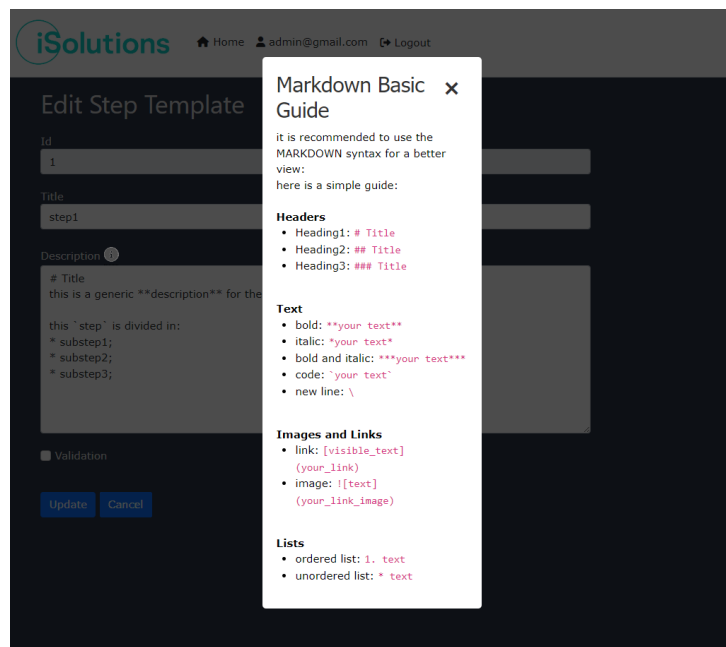 iSolutions
Home admin@gmail.com Logout
Edit Step Template
Id
1
Title
step1
Description
# Title
this is a generic **description** for the
this `step` is divided in:
* substep1;
* substep2;
* substep3;
Validation
Update Cancel
Markdown Basic
Guide
×
it is recommended to use the
MARKDOWN syntax for a better
view:
here is a simple guide:
Headers
• Heading1: # Title
• Heading2: ## Title
• Heading3: ### Title
Text
• bold: **your text**
• italic: *your text*
• bold and italic: ***your text***
• code: `your text`
• new line: \
Images and Links
• link: [visible_text]
(your_link)
• image: ![text]
(your_link_image)
Lists
• ordered list: 1. text
• unordered list: * text